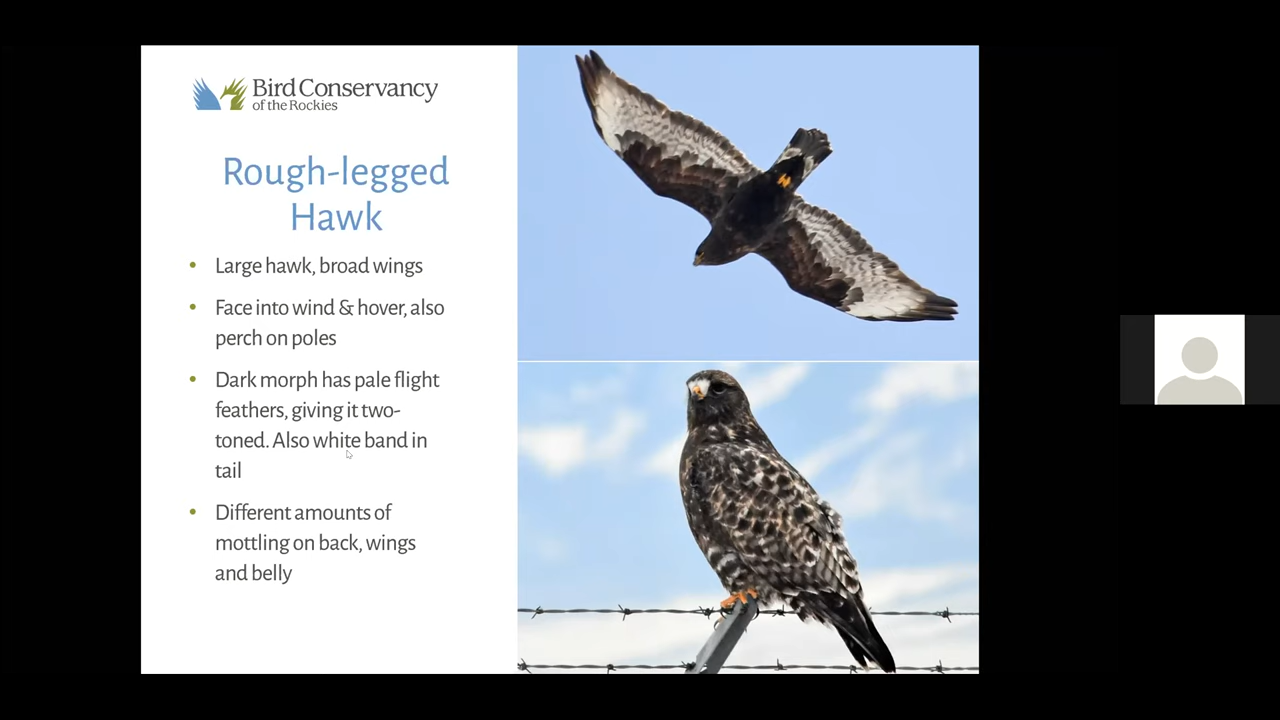 Bird Conservancy
of the Rockies
Rough-legged
Hawk
• Large hawk, broad wings
• Face into wind & hover, also
perch on poles
• Dark morph has pale flight
feathers, giving it two-
toned. Also white band in
tail
• Different amounts of
mottling on back, wings
and belly